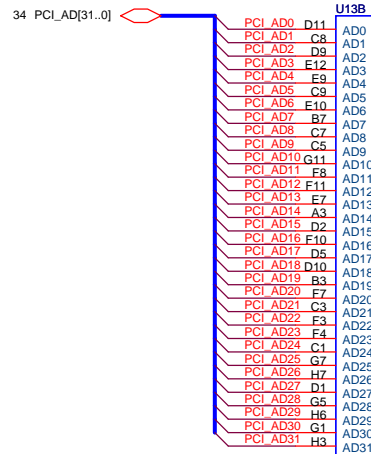 U13B
34 PCI_AD[31..0]
PCI_AD0 D11 AD0
PCI_AD1 C8 AD1
PCI_AD2 D9 AD2
PCI_AD3 E12 AD3
PCI_AD4 E9 AD4
PCI_AD5 C9 AD5
PCI_AD6 E10 AD6
PCI_AD7 B7 AD7
PCI_AD8 C7 AD8
PCI_AD9 C5 AD9
PCI_AD10 G11 AD10
PCI_AD11 F8 AD11
PCI_AD12 F11 AD12
PCI_AD13 E7 AD13
PCI_AD14 A3 AD14
PCI_AD15 D2 AD15
PCI_AD16 F10 AD16
PCI_AD17 D5 AD17
PCI_AD18 D10 AD18
PCI_AD19 B3 AD19
PCI_AD20 F7 AD20
PCI_AD21 C3 AD21
PCI_AD22 F3 AD22
PCI_AD23 F4 AD23
PCI_AD24 C1 AD24
PCI_AD25 G7 AD25
PCI_AD26 H7 AD26
PCI_AD27 D1 AD27
PCI_AD28 G5 AD28
PCI_AD29 H6 AD29
PCI_AD30 G1 AD30
PCI_AD31 H3 AD31